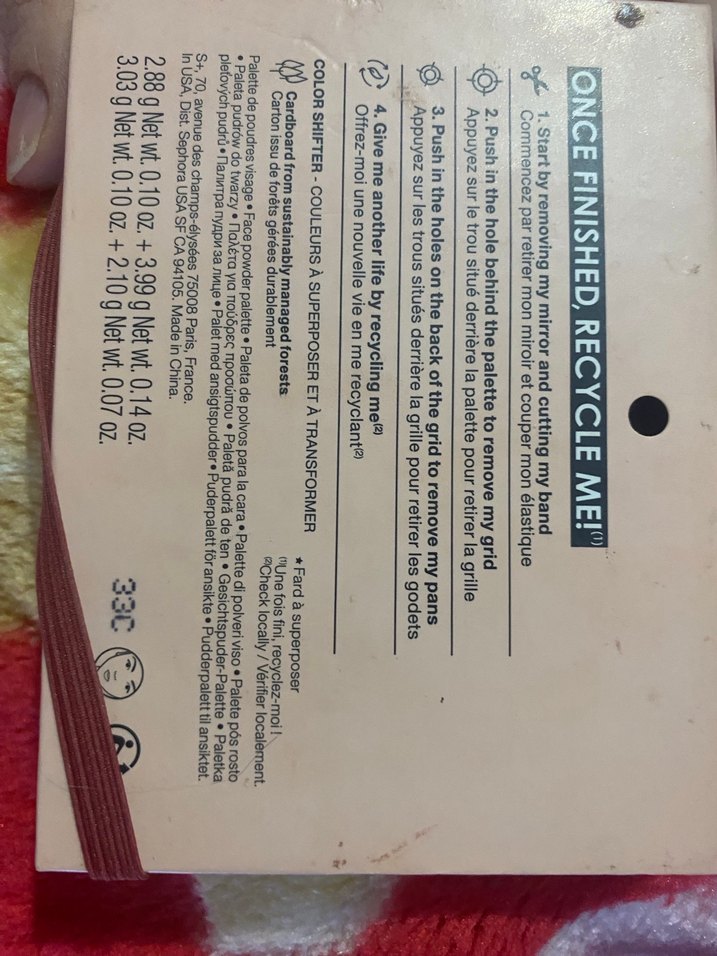 ONCE FINISHED, RECYCLE ME!(1)
1. Start by removing my mirror and cutting my band
Commencez par retirer mon miroir et couper mon élastique
2. Push in the hole behind the palette to remove my grid
Appuyez sur le trou situé derrière la palette pour retirer la grille
3. Push in the holes on the back of the grid to remove my pans
Appuyez sur les trous situés derrière la grille pour retirer les godets
4. Give me another life by recycling me(2)
Offrez-moi une nouvelle vie en me recyclant(2)
COLOR SHIFTER - COULEURS À SUPERPOSER ET À TRANSFORMER
Cardboard from sustainably managed forests
Carton issu de forêts gérées durablement
★Fard à superposer
(1)Une fois fini, recyclez-moi !
(2)Check locally / Vérifier localement.
Palette de poudres visage • Face powder palette • Paleta de polvos para la cara • Palette di polveri viso • Palete pós rosto
• Paleta pudrów do twarzy • Παλέτα για πούδρες προσώπου • Paletă pudră de ten • Gesichtspuder-Palette • Paletka
pleťových pudrů • Палитра пудри за лице • Palet med ansigtspudder • Puderpalett för ansikte • Pudderpalett til ansiktet.
S+, 70, avenue des champs-élysées 75008 Paris, France.
In USA, Dist. Sephora USA SF CA 94105. Made in China.
2.88 g Net wt. 0.10 oz. + 3.99 g Net wt. 0.14 oz.
3.03 g Net wt. 0.10 oz. + 2.10 g Net wt. 0.07 oz.
33C